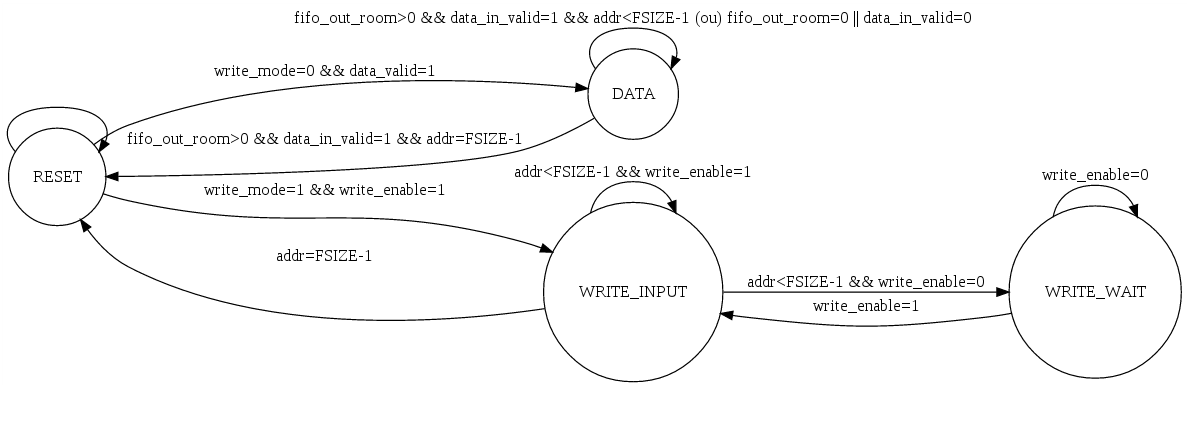 fifo_out_room>0 && data_in_valid=1 && addr<FSIZE-1 (ou) fifo_out_room=0 || data_in_valid=0
write_mode=0 && data_valid=1
DATA
fifo_out_room>0 && data_in_valid=1 && addr=FSIZE-1
RESET
addr<FSIZE-1 && write_enable=1
write_enable=0
write_mode=1 && write_enable=1
addr=FSIZE-1
addr<FSIZE-1 && write_enable=0
WRITE_INPUT
WRITE_WAIT
write_enable=1